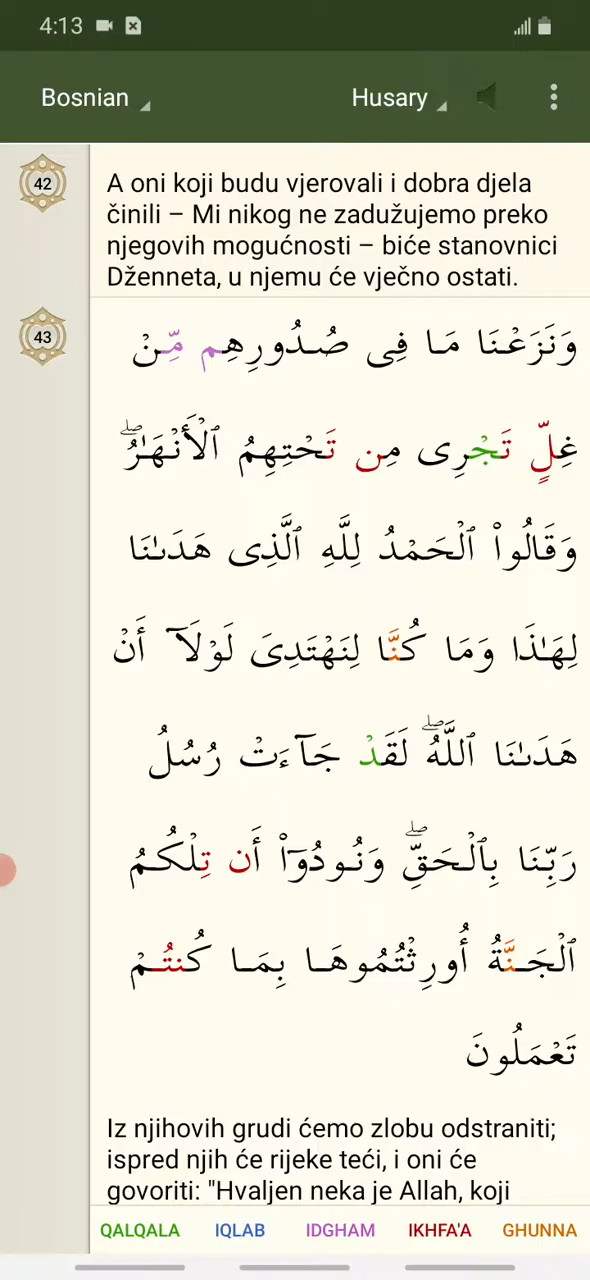 4:13
Bosnian
Husary
42
A oni koji budu vjerovali i dobra djela
činili – Mi nikog ne zadužujemo preko
njegovih mogućnosti – biće stanovnici
Dženneta, u njemu će vječno ostati.
43
وَنَزَعْنَا مَا فِى صُدُورِهِم مِّنْ
غِلٍّ تَجْرِى مِن تَحْتِهِمُ ٱلْأَنْهَـٰرُ ۖ
وَقَالُوا۟ ٱلْحَمْدُ لِلَّهِ ٱلَّذِى هَدَىٰنَا
لِهَـٰذَا وَمَا كُنَّا لِنَهْتَدِىَ لَوْلَآ أَنْ
هَدَىٰنَا ٱللَّهُ ۖ لَقَدْ جَآءَتْ رُسُلُ
رَبِّنَا بِٱلْحَقِّ ۖ وَنُودُوٓا۟ أَن تِلْكُمُ
ٱلْجَنَّةُ أُورِثْتُمُوهَا بِمَا كُنتُمْ
تَعْمَلُونَ
Iz njihovih grudi ćemo zlobu odstraniti;
ispred njih će rijeke teći, i oni će
govoriti: "Hvaljen neka je Allah, koji
QALQALA IQLAB IDGHAM IKHFA'A GHUNNA